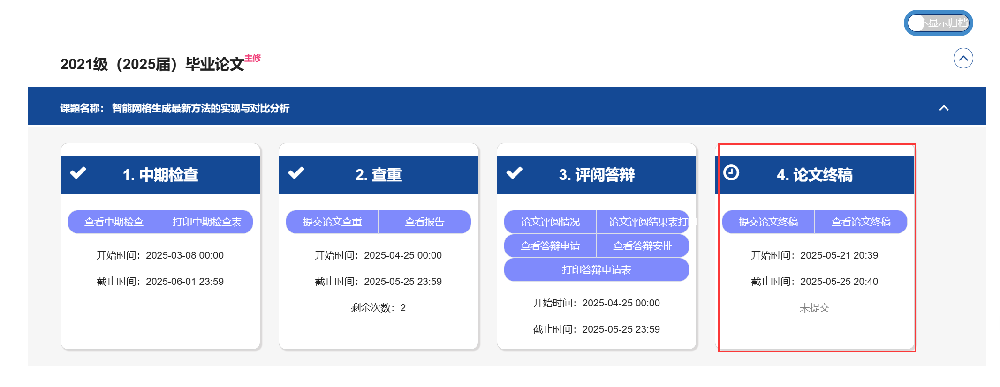 不显示归档
2021级（2025届）毕业论文主修
课题名称： 智能网格生成最新方法的实现与对比分析
1. 中期检查
查看中期检查 打印中期检查表
开始时间：2025-03-08 00:00
截止时间：2025-06-01 23:59
2. 查重
提交论文查重 查看报告
开始时间：2025-04-25 00:00
截止时间：2025-05-25 23:59
剩余次数：2
3. 评阅答辩
论文评阅情况 论文评阅结果表打
查看答辩申请 查看答辩安排
打印答辩申请表
开始时间：2025-04-25 00:00
截止时间：2025-05-25 23:59
4. 论文终稿
提交论文终稿 查看论文终稿
开始时间：2025-05-21 20:39
截止时间：2025-05-25 20:40
未提交